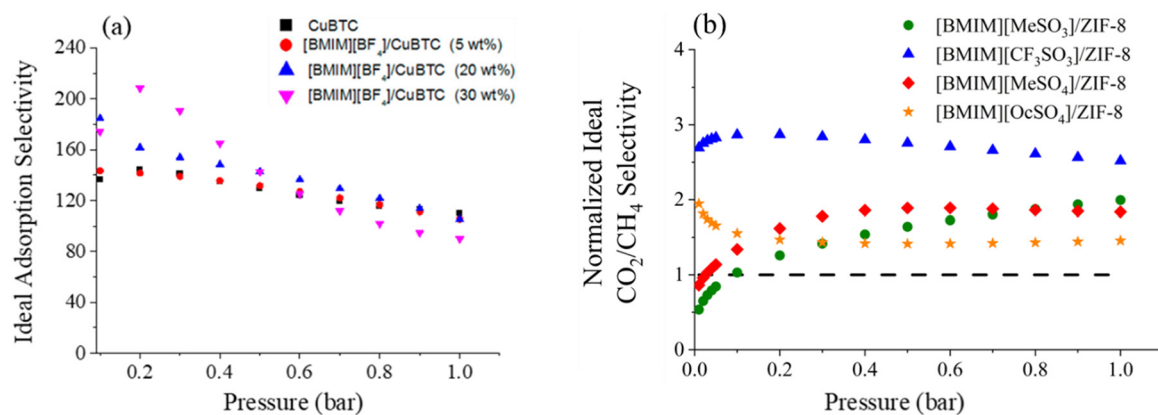 (a)
CuBTC
[BMIM][BF₄]/CuBTC (5 wt%)
[BMIM][BF₄]/CuBTC (20 wt%)
[BMIM][BF₄]/CuBTC (30 wt%)
Ideal Adsorption Selectivity
240
200
160
120
80
40
0
0.2
0.4
0.6
0.8
1.0
Pressure (bar)
(b)
[BMIM][MeSO₃]/ZIF-8
[BMIM][CF₃SO₃]/ZIF-8
[BMIM][MeSO₄]/ZIF-8
[BMIM][OcSO₄]/ZIF-8
Normalized Ideal
CO₂/CH₄ Selectivity
4
3
2
1
0
0.0
0.2
0.4
0.6
0.8
1.0
Pressure (bar)